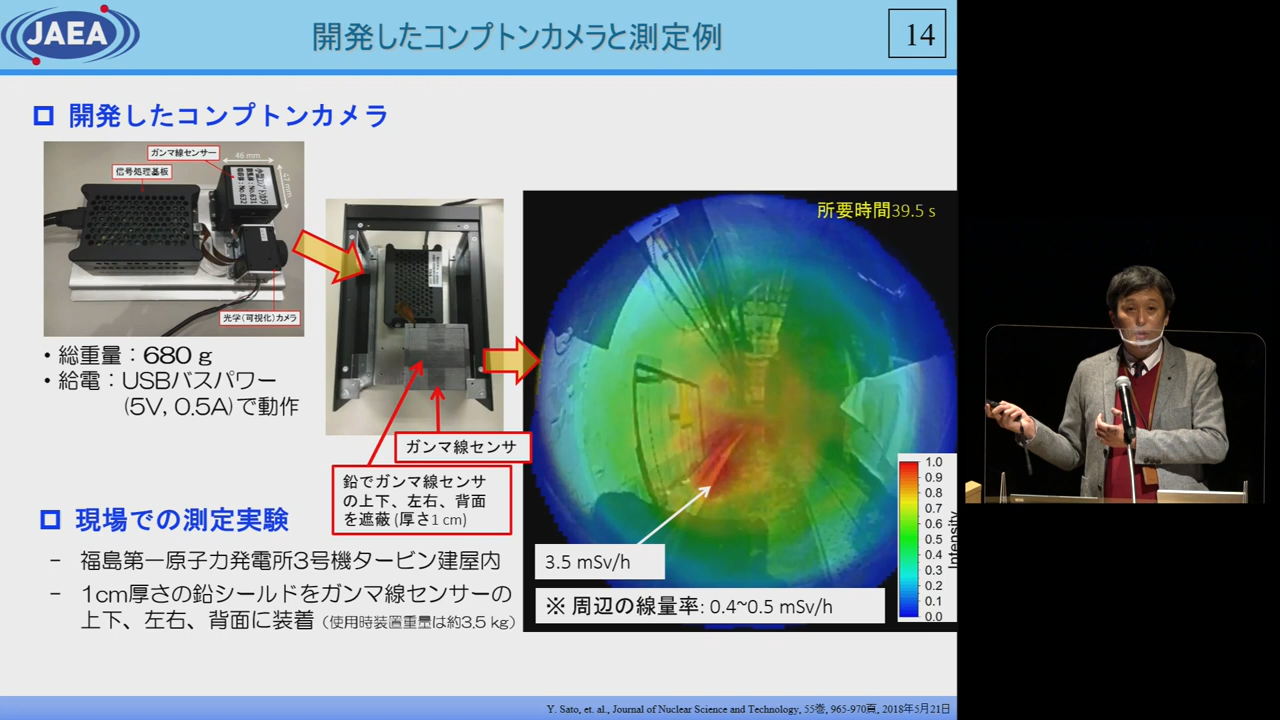 JAEA
開発したコンプトンカメラと測定例
14
開発したコンプトンカメラ
ガンマ線センサー
46 mm
信号処理基板
47 mm
光学(可視化)カメラ
・総重量：680 g
・給電：USBバスパワー
(5V, 0.5A)で動作
ガンマ線センサ
鉛でガンマ線センサ
の上下、左右、背面
を遮蔽 (厚さ1 cm)
所要時間39.5 s
1.0
0.9
0.8
0.7
0.6
0.5
0.4
0.3
0.2
0.1
0.0
Intensity
3.5 mSv/h
※ 周辺の線量率: 0.4~0.5 mSv/h
現場での測定実験
- 福島第一原子力発電所3号機タービン建屋内
- 1cm厚さの鉛シールドをガンマ線センサーの
上下、左右、背面に装着 (使用時装置重量は約3.5 kg)
Y. Sato, et. al., Journal of Nuclear Science and Technology, 55巻, 965-970頁, 2018年5月21日